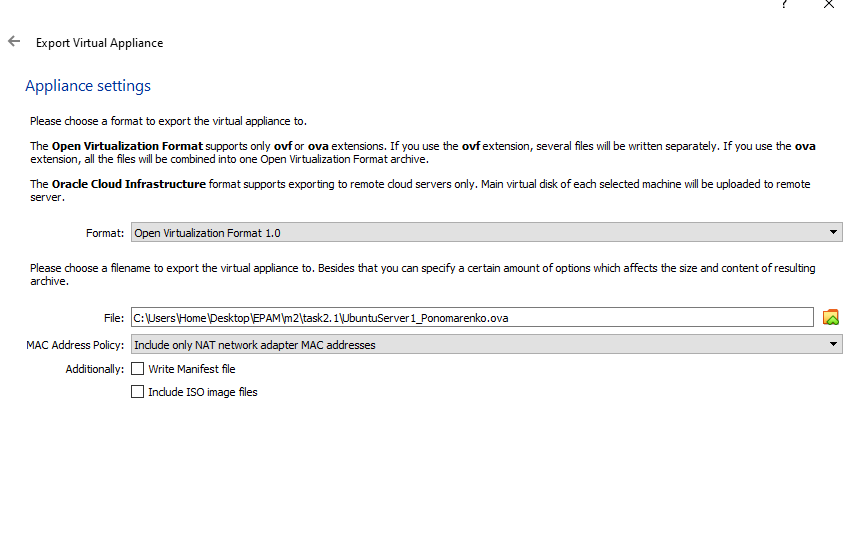 ?
Export Virtual Appliance
Appliance settings
Please choose a format to export the virtual appliance to.
The Open Virtualization Format supports only ovf or ova extensions. If you use the ovf extension, several files will be written separately. If you use the ova
extension, all the files will be combined into one Open Virtualization Format archive.
The Oracle Cloud Infrastructure format supports exporting to remote cloud servers only. Main virtual disk of each selected machine will be uploaded to remote
server.
Format: Open Virtualization Format 1.0
Please choose a filename to export the virtual appliance to. Besides that you can specify a certain amount of options which affects the size and content of resulting
archive.
File: C:\Users\Home\Desktop\EPAM\m2\task2.1\UbuntuServer1_Ponomarenko.ova
MAC Address Policy: Include only NAT network adapter MAC addresses
Additionally: Write Manifest file
Include ISO image files